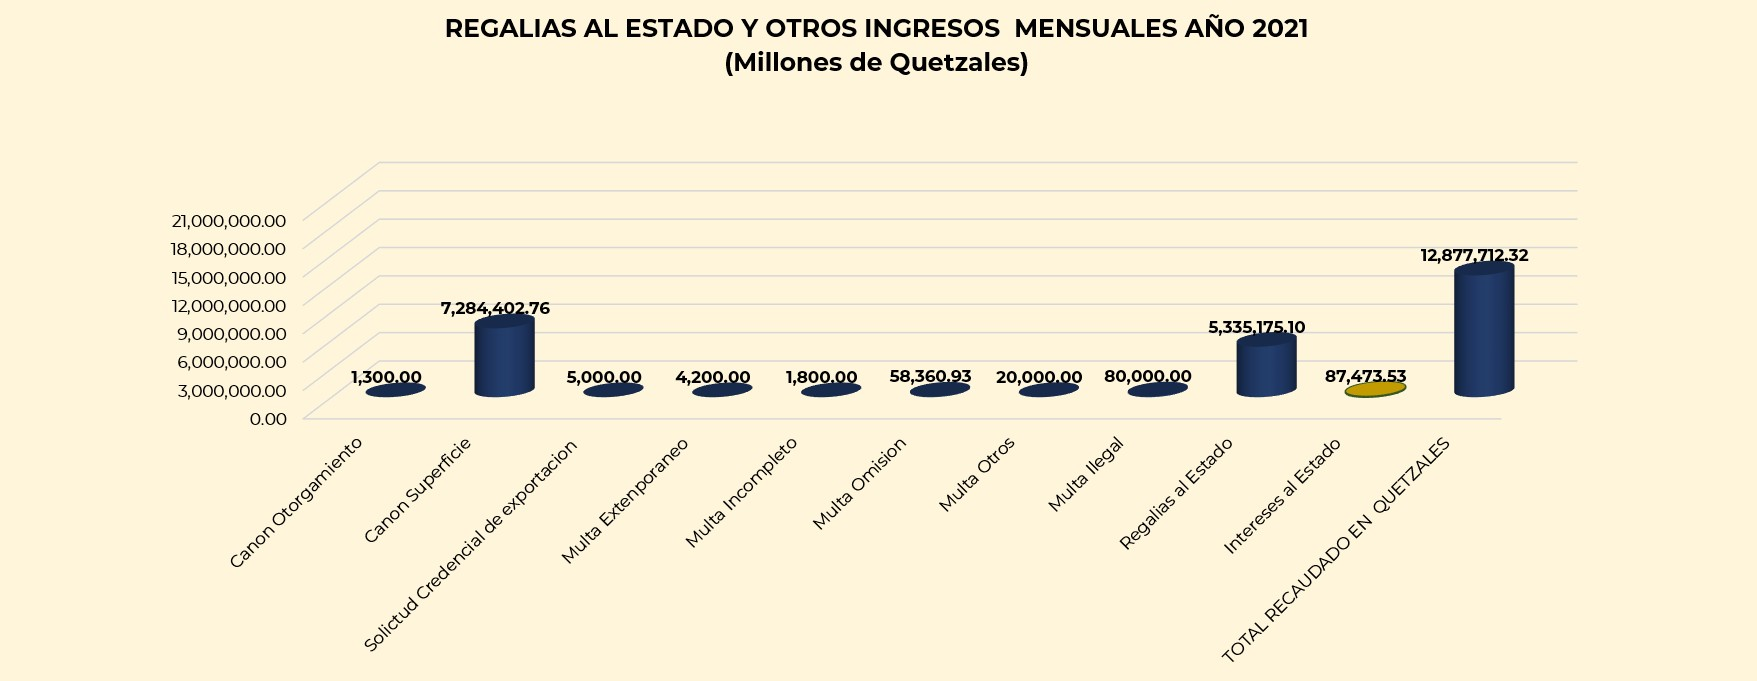 REGALIAS AL ESTADO Y OTROS INGRESOS  MENSUALES AÑO 2021
(Millones de Quetzales)
21,000,000.00
18,000,000.00
15,000,000.00
12,000,000.00
9,000,000.00
6,000,000.00
3,000,000.00
0.00
1,300.00
7,284,402.76
5,000.00
4,200.00
1,800.00
58,360.93
20,000.00
80,000.00
5,335,175.10
87,473.53
12,877,712.32
Canon Otorgamiento
Canon Superficie
Solictud Credencial de exportacion
Multa Extenporaneo
Multa Incompleto
Multa Omision
Multa Otros
Multa Ilegal
Regalias al Estado
Intereses al Estado
TOTAL RECAUDADO EN  QUETZALES